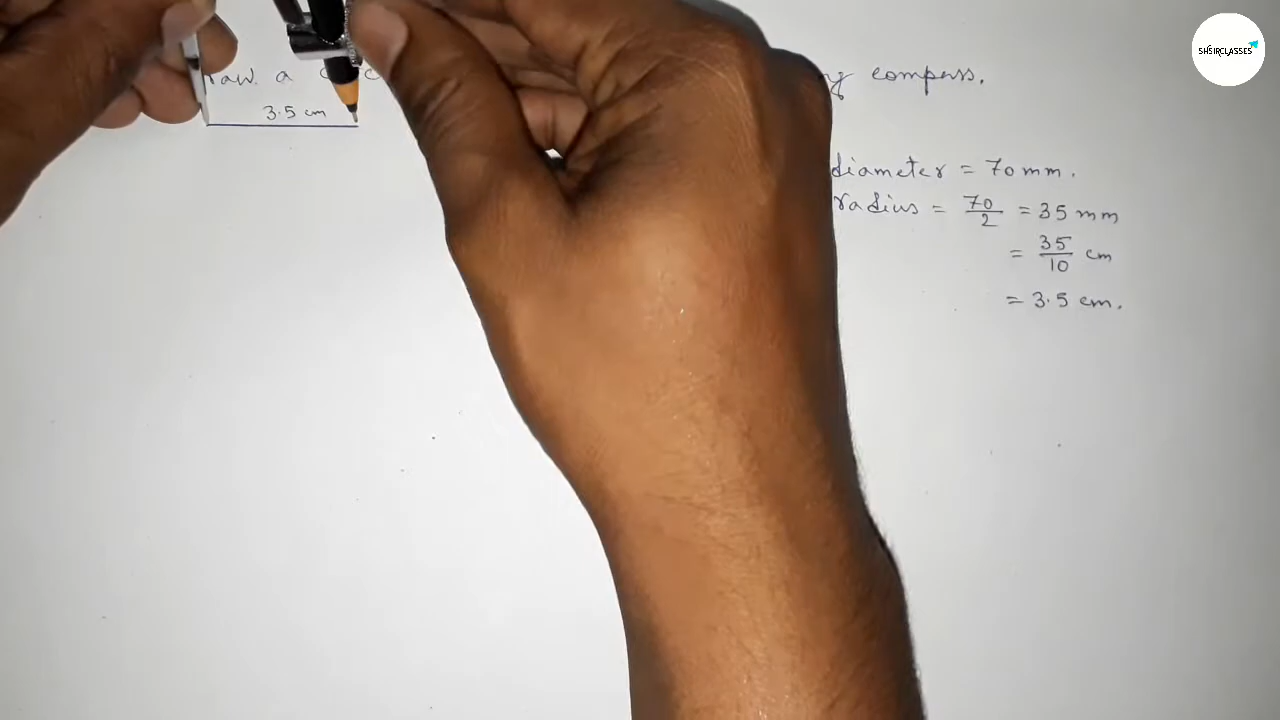 a compass.
3.5 cm
diameter = 70 mm.
radius = 70/2 = 35 mm
= 35/10 cm
= 3.5 cm.
SHSIRCLASSES